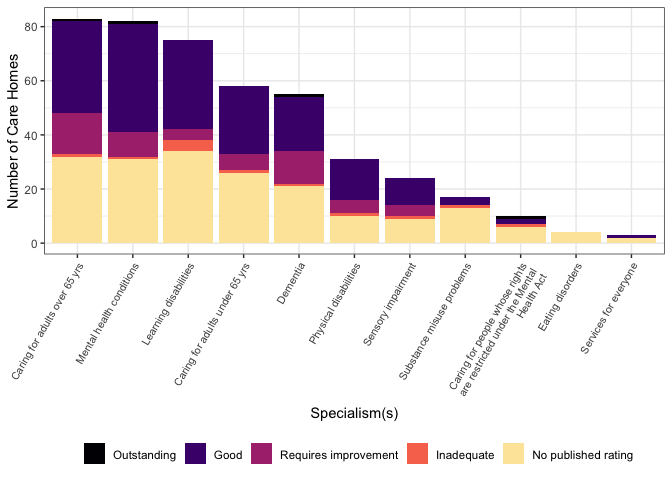 Number of Care Homes
80
60
40
20
0
Caring for adults over 65 yrs
Mental health conditions
Learning disabilities
Caring for adults under 65 yrs
Dementia
Physical disabilities
Sensory impairment
Substance misuse problems
Caring for people whose rights
are restricted under the Mental
Health Act
Eating disorders
Services for everyone
Specialism(s)
Outstanding
Good
Requires improvement
Inadequate
No published rating